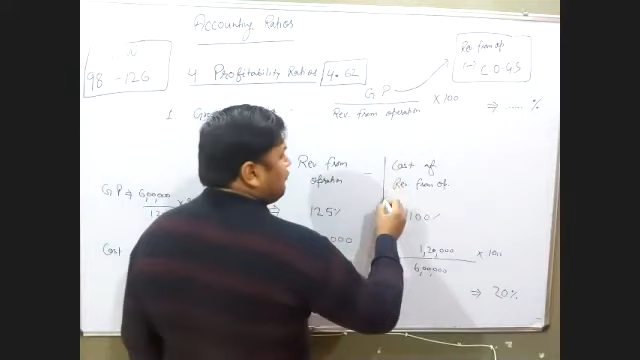 Accounting Ratios
98 - 126
4 Profitability Ratios 4.62
Rev. from op
(-) C O R S
G P
Rev. from operation
× 100
⇒ ...... %
1
Rev. from
operation
—
Cost of
Rev. from op.
G P ⇒ 6,00,000
125%
100%
Cost
1,20,000
6,00,000
× 100
⇒ 20%